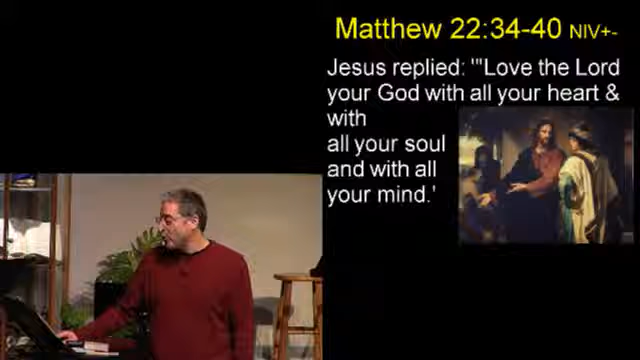 Matthew 22:34-40 NIV+-
Jesus replied: '"Love the Lord
your God with all your heart &
with
all your soul
and with all
your mind.'